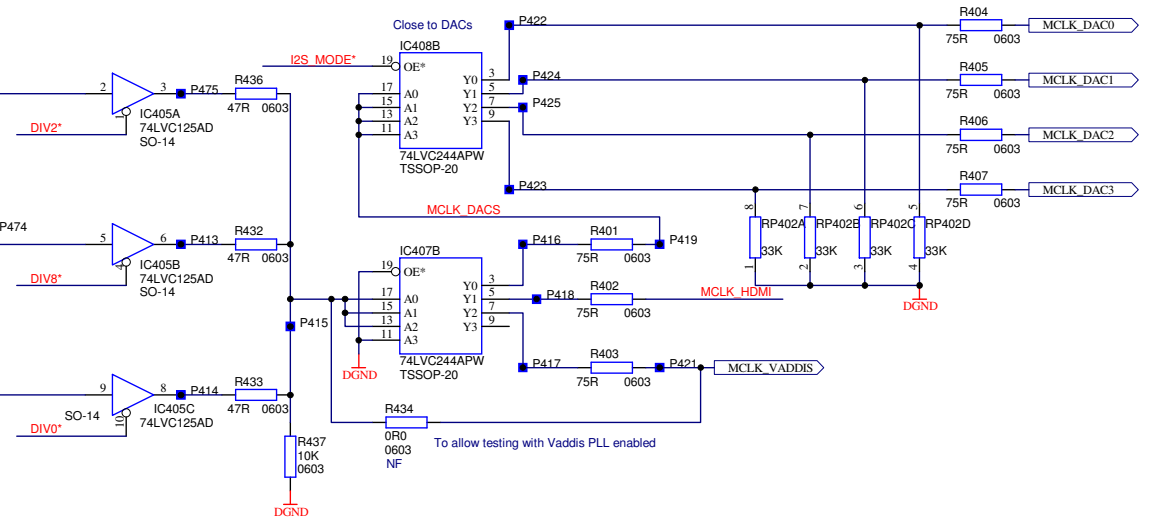 Close to DACs
P422
R404
75R 0603
MCLK_DAC0
IC408B
I2S_MODE*
19
OE*
Y0
3
17
A0
Y1
5
15
A1
Y2
7
13
A2
Y3
9
11
A3
74LVC244APW
TSSOP-20
P424
R405
75R 0603
MCLK_DAC1
P425
R406
75R 0603
MCLK_DAC2
P423
R407
75R 0603
MCLK_DAC3
2
3
P475
R436
47R 0603
1
IC405A
74LVC125AD
SO-14
DIV2*
MCLK_DACS
8
7
6
5
RP402A
RP402B
RP402C
RP402D
33K
33K
33K
33K
1
2
3
4
DGND
P474
5
6
P413
R432
47R 0603
4
IC405B
74LVC125AD
SO-14
DIV8*
P416
R401
75R 0603
P419
IC407B
19
OE*
Y0
3
17
A0
Y1
5
15
A1
Y2
7
13
A2
Y3
9
11
A3
74LVC244APW
TSSOP-20
DGND
P418
R402
75R 0603
MCLK_HDMI
P415
P417
R403
75R 0603
P421
MCLK_VADDIS
9
8
P414
R433
47R 0603
10
SO-14
IC405C
74LVC125AD
DIV0*
R434
0R0
0603
NF
To allow testing with Vaddis PLL enabled
R437
10K
0603
DGND